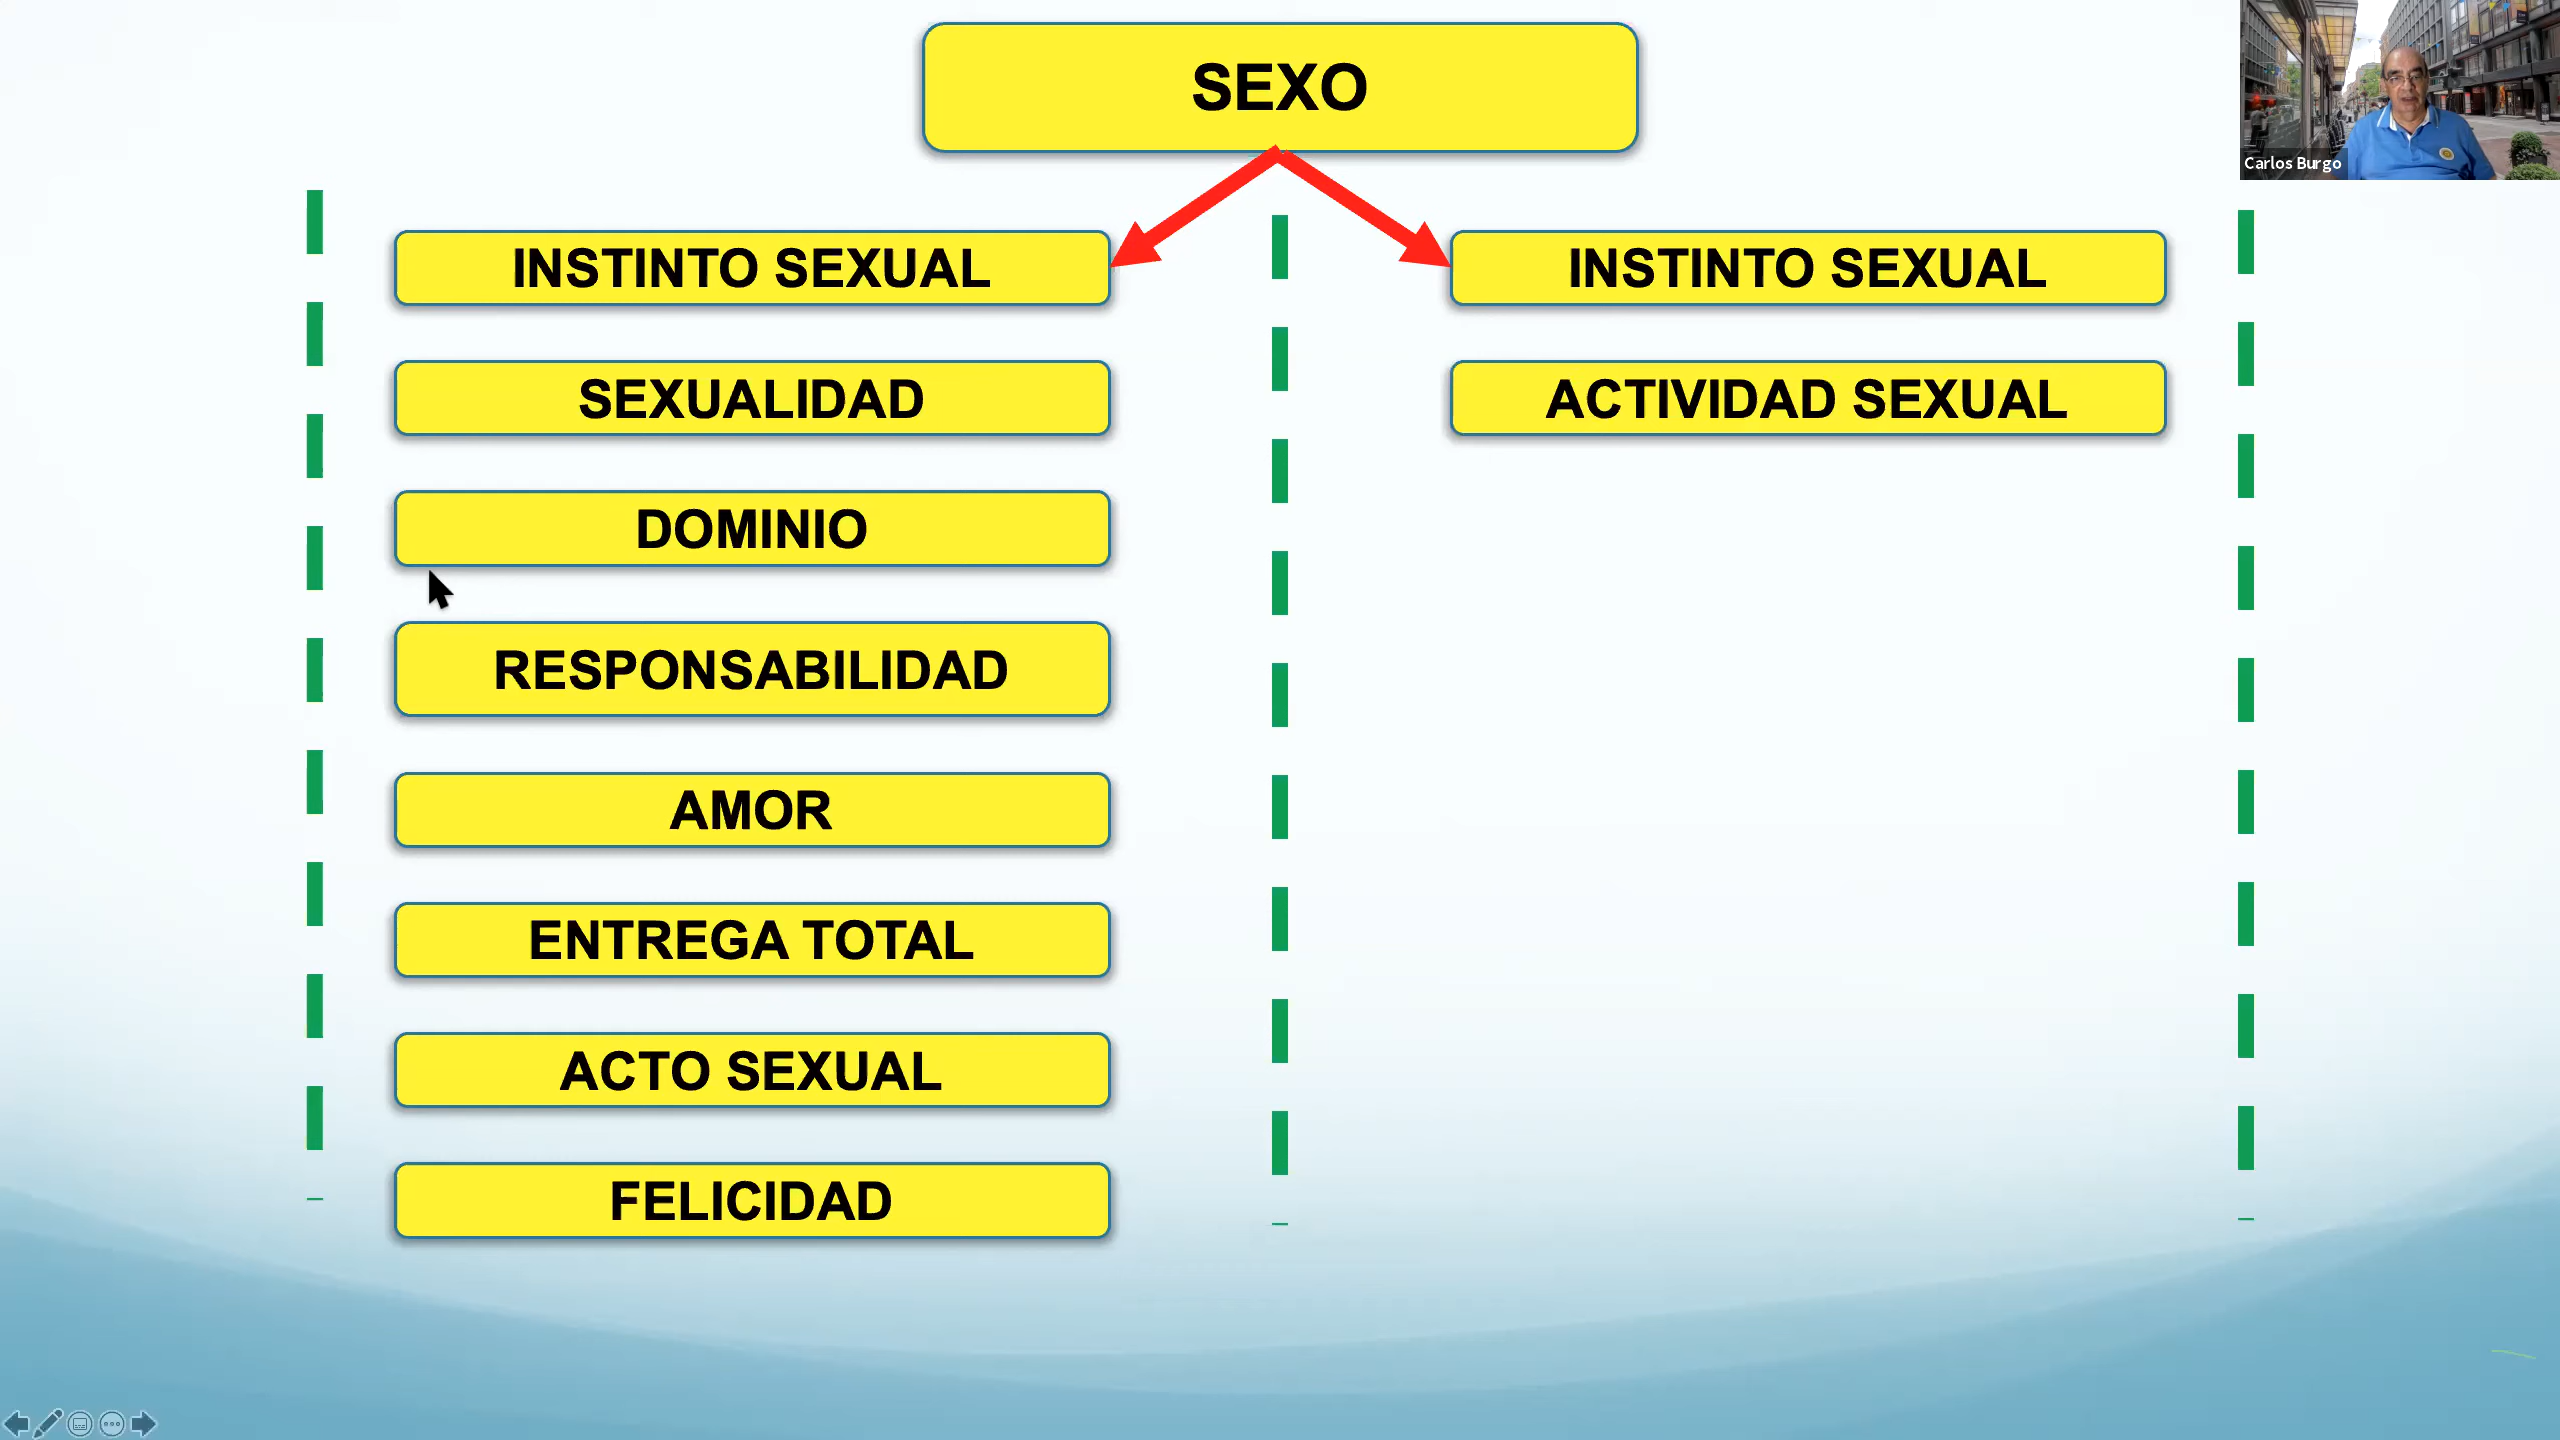 SEXO
Carlos Burgo
INSTINTO SEXUAL
SEXUALIDAD
DOMINIO
RESPONSABILIDAD
AMOR
ENTREGA TOTAL
ACTO SEXUAL
FELICIDAD
INSTINTO SEXUAL
ACTIVIDAD SEXUAL